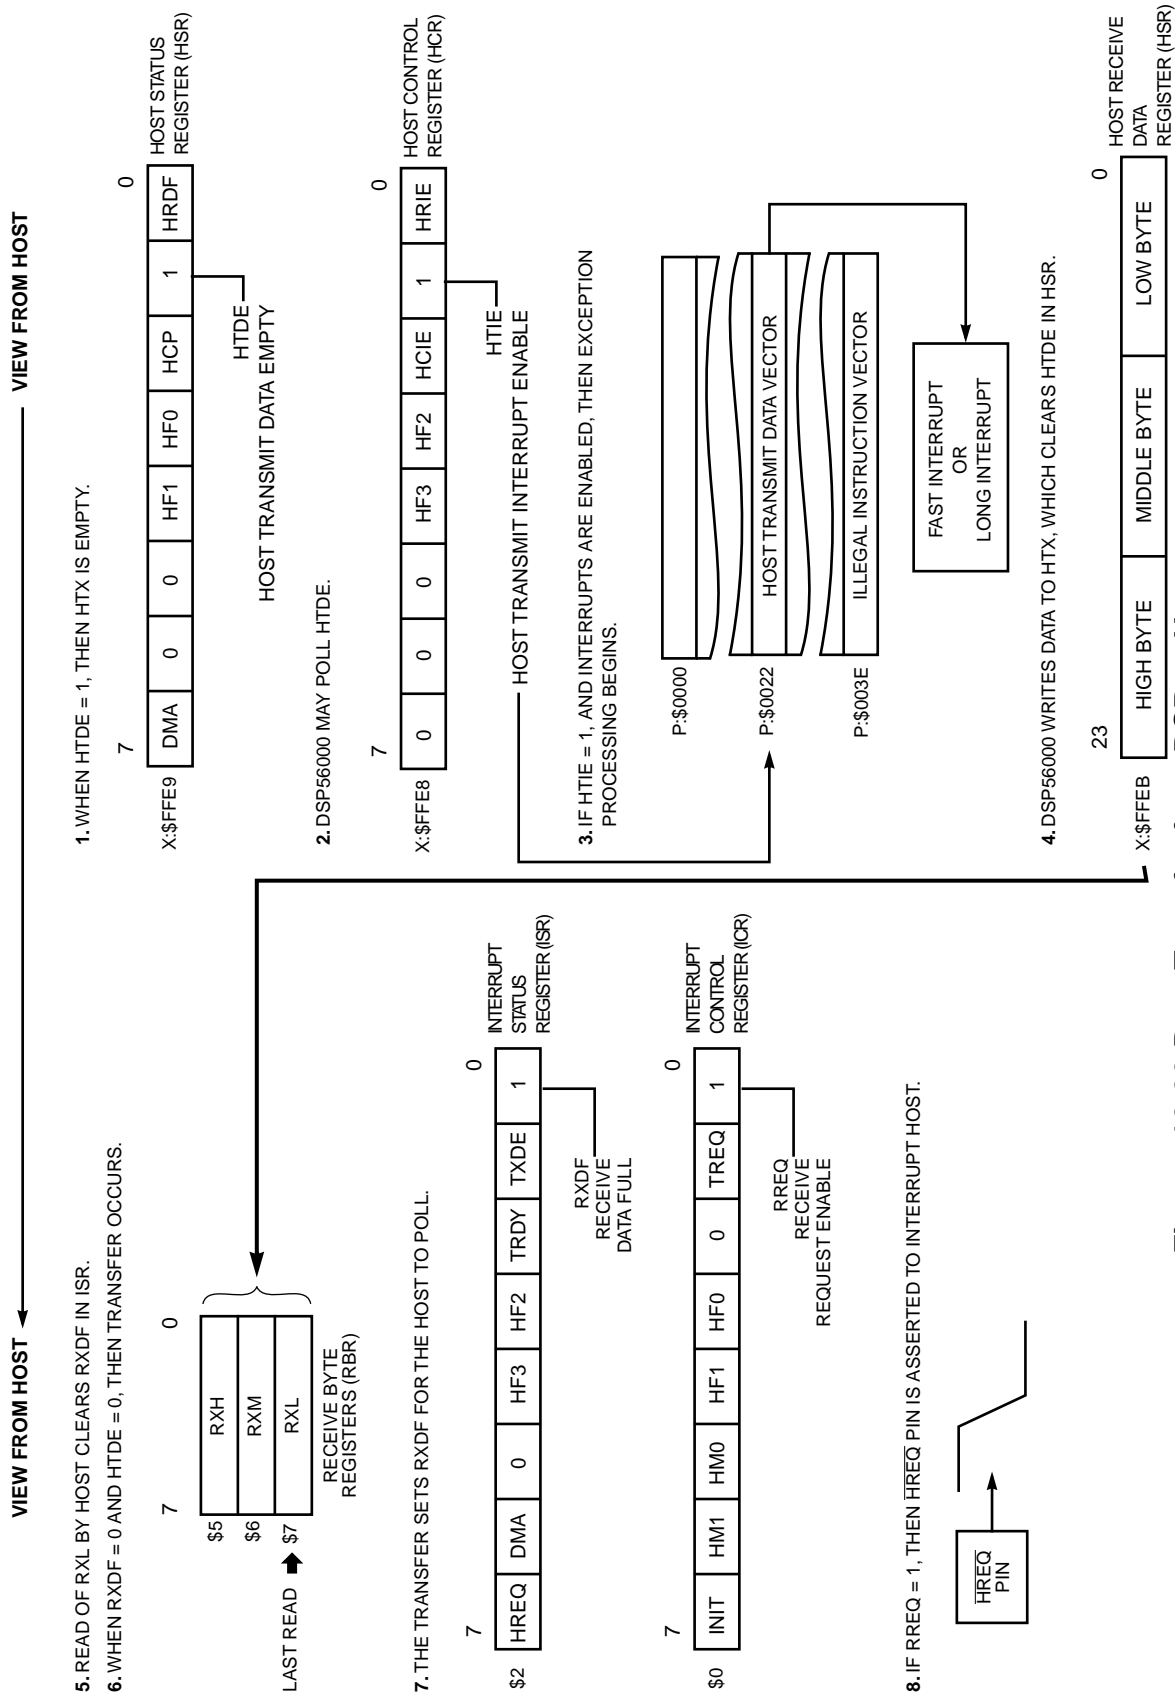 VIEW FROM HOST
VIEW FROM HOST
5. READ OF RXL BY HOST CLEARS RXDF IN ISR.
6. WHEN RXDF = 0 AND HTDE = 0, THEN TRANSFER OCCURS.
7
0
$5
RXH
$6
RXM
LAST READ
$7
RXL
RECEIVE BYTE
REGISTERS (RBR)
7. THE TRANSFER SETS RXDF FOR THE HOST TO POLL.
7
0
$2
HREQ
DMA
0
HF3
HF2
TRDY
TXDE
1
INTERRUPT
STATUS
REGISTER (ISR)
RXDF
RECEIVE
DATA FULL
7
0
$0
INIT
HM1
HM0
HF1
HF0
0
TREQ
1
INTERRUPT
CONTROL
REGISTER (ICR)
RREQ
RECEIVE
REQUEST ENABLE
8. IF RREQ = 1, THEN HREQ PIN IS ASSERTED TO INTERRUPT HOST.
HREQ
PIN
1. WHEN HTDE = 1, THEN HTX IS EMPTY.
7
0
X:$FFE9
DMA
0
0
HF1
HF0
HCP
1
HRDF
HOST STATUS
REGISTER (HSR)
HTDE
HOST TRANSMIT DATA EMPTY
2. DSP56000 MAY POLL HTDE.
7
0
X:$FFE8
0
0
0
HF3
HF2
HCIE
1
HRIE
HOST CONTROL
REGISTER (HCR)
HTIE
HOST TRANSMIT INTERRUPT ENABLE
3. IF HTIE = 1, AND INTERRUPTS ARE ENABLED, THEN EXCEPTION
PROCESSING BEGINS.
P:$0000
P:$0022
HOST TRANSMIT DATA VECTOR
P:$003E
ILLEGAL INSTRUCTION VECTOR
FAST INTERRUPT
OR
LONG INTERRUPT
4. DSP56000 WRITES DATA TO HTX, WHICH CLEARS HTDE IN HSR.
23
0
X:$FFEB
HIGH BYTE
MIDDLE BYTE
LOW BYTE
HOST RECEIVE
DATA
REGISTER (HSR)